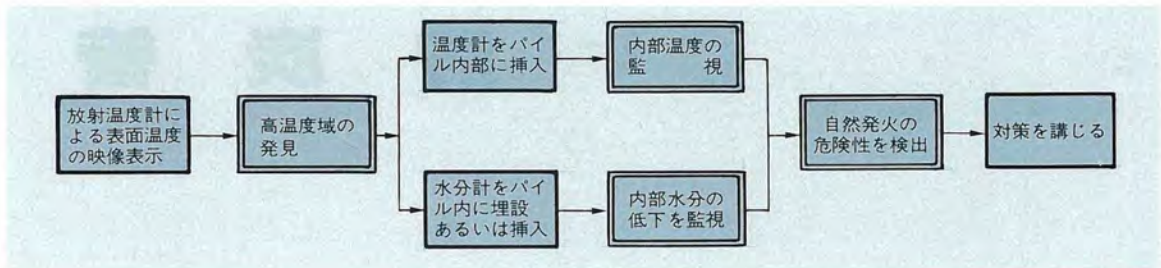 放射温度計に
よる表面温度
の映像表示
高温度域の
発見
温度計をパイ
ル内部に挿入
内部温度の
監　　視
水分計をパイ
ル内に埋設
あるいは挿入
内部水分の
低下を監視
自然発火の
危険性を検出
対策を講じる